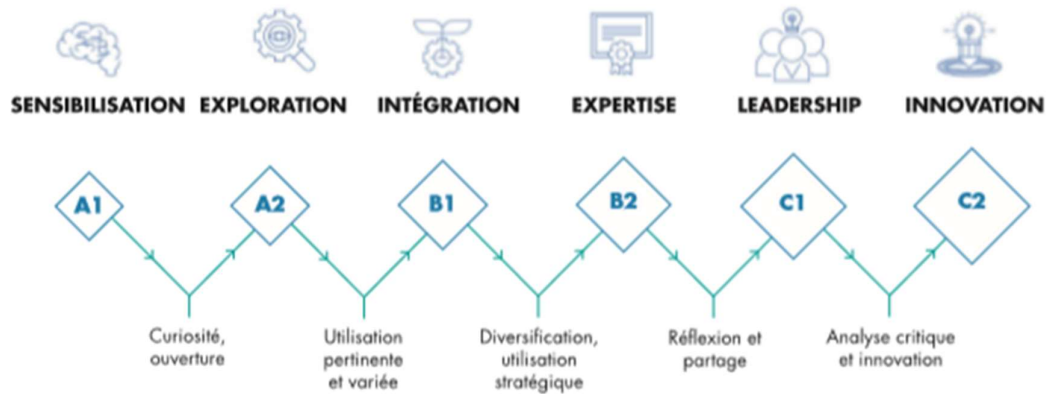 SENSIBILISATION EXPLORATION INTÉGRATION EXPERTISE LEADERSHIP INNOVATION
A1 A2 B1 B2 C1 C2
Curiosité,
ouverture
Utilisation
pertinente
et variée
Diversification,
utilisation
stratégique
Réflexion et
partage
Analyse critique
et innovation